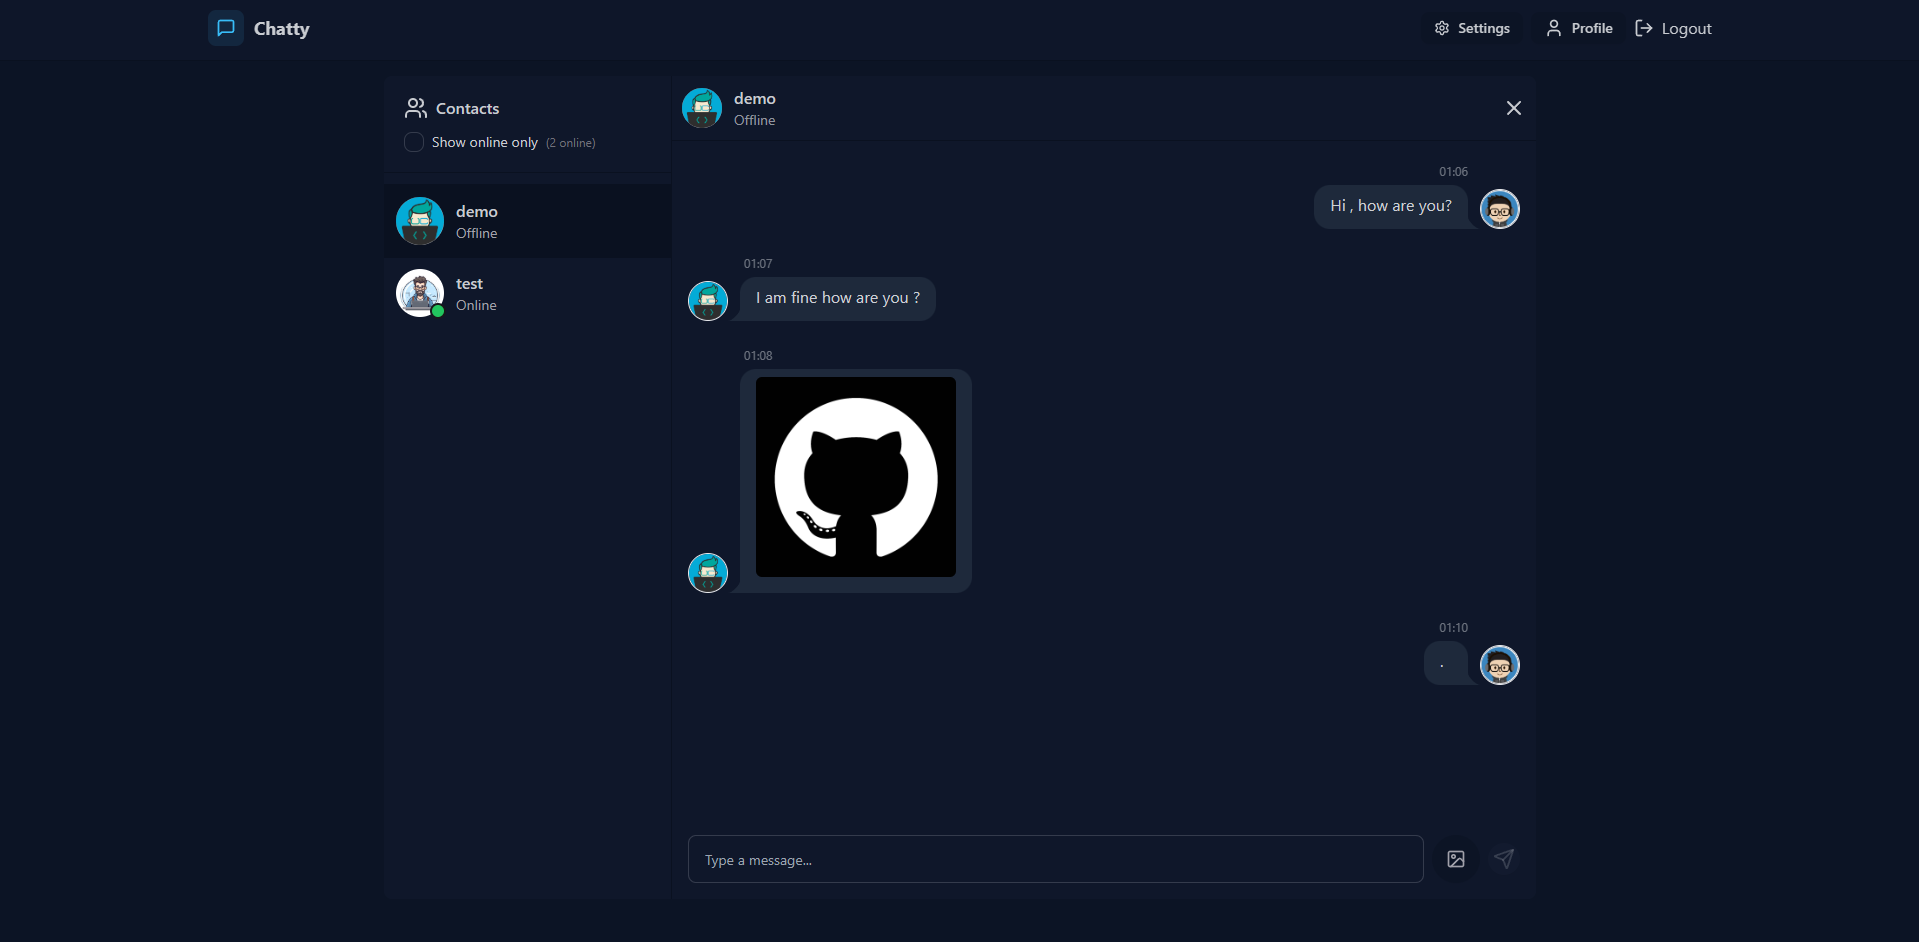 Chatty
Settings
Profile
Logout
Contacts
Show online only (2 online)
demo
Offline
test
Online
demo
Offline
01:06
Hi , how are you?
01:07
I am fine how are you ?
01:08
01:10
.
Type a message...